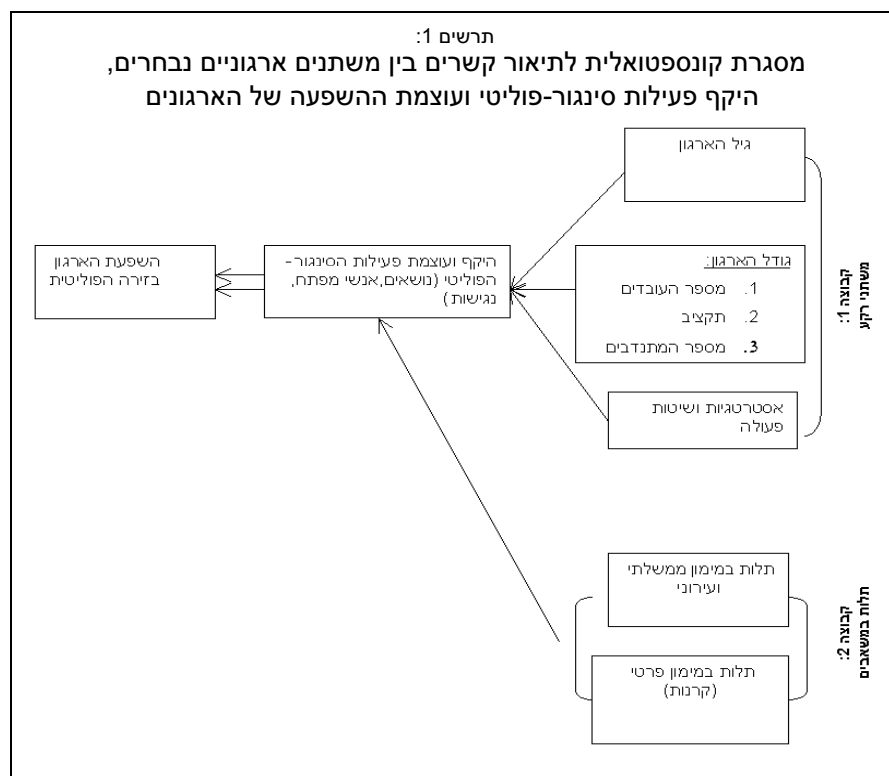 תרשים 1:
מסגרת קונספטואלית לתיאור קשרים בין משתנים ארגוניים נבחרים,
היקף פעילות סינגור-פוליטי ועוצמת ההשפעה של הארגונים
גיל הארגון
גודל הארגון:
1. מספר העובדים
2. תקציב
3. מספר המתנדבים
אסטרטגיות ושיטות
פעולה
קבוצה 1:
משתני רקע
היקף ועוצמת פעילות הסינגור-
הפוליטי (נושאים,אנשי מפתח,
נגישות)
השפעת הארגון
בזירה הפוליטית
תלות במימון ממשלתי
ועירוני
תלות במימון פרטי
(קרנות)
קבוצה 2:
תלות במשאבים